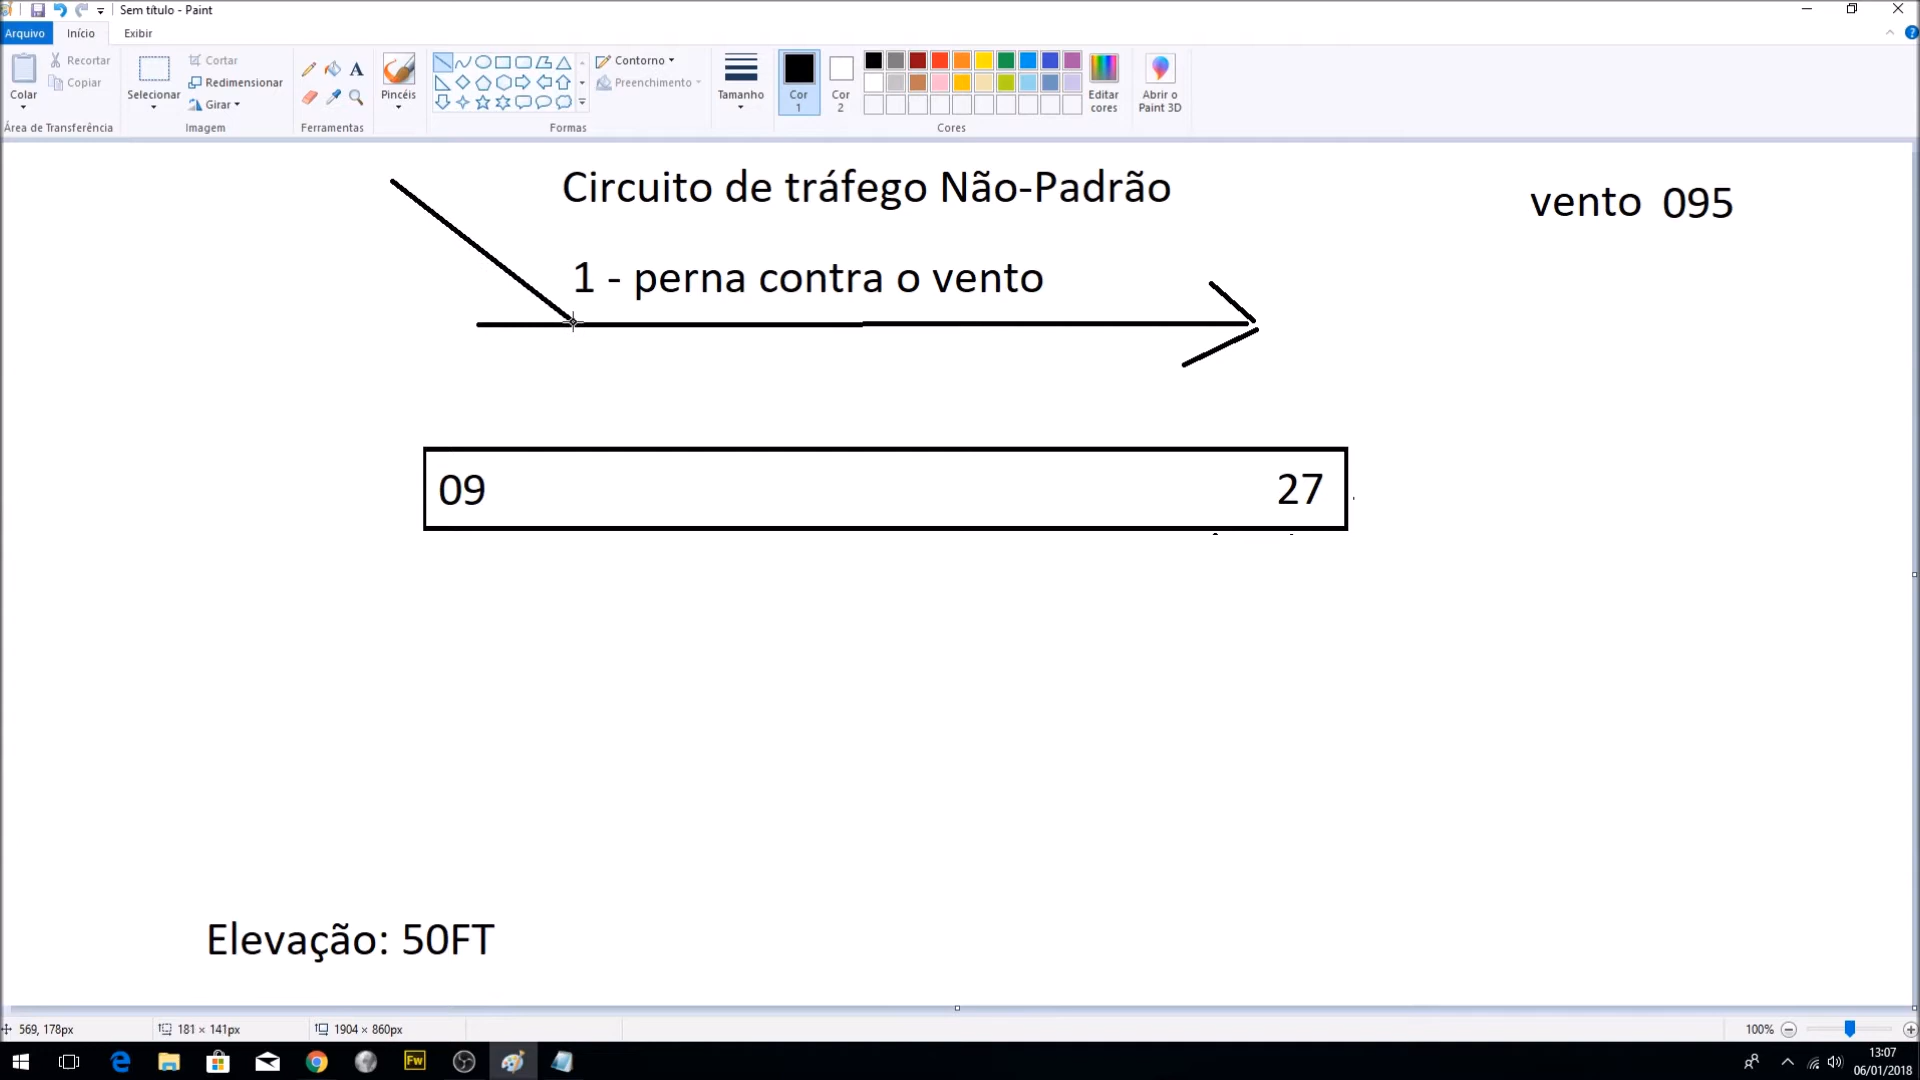 Sem título - Paint
Arquivo Início Exibir
Colar
Recortar
Copiar
Área de Transferência
Selecionar
Cortar
Redimensionar
Girar
Imagem
A
Ferramentas
Pincéis
Contorno
Preenchimento
Formas
Tamanho
Cor 1
Cor 2
Editar cores
Cores
Abrir o Paint 3D
Circuito de tráfego Não-Padrão
vento 095
1 - perna contra o vento
09 27
Elevação: 50FT
569, 178px 181 × 141px 1904 × 860px 100%
Fw
13:07
06/01/2018